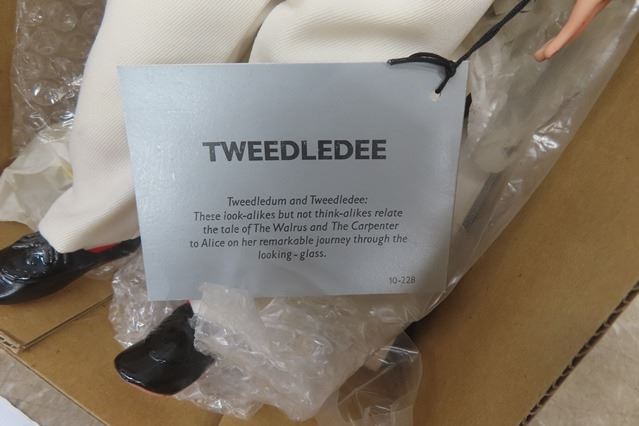 TWEEDLEDEE
Tweedledum and Tweedledee:
These look-alikes but not think-alikes relate
the tale of The Walrus and The Carpenter
to Alice on her remarkable journey through the
looking-glass.
10-22B